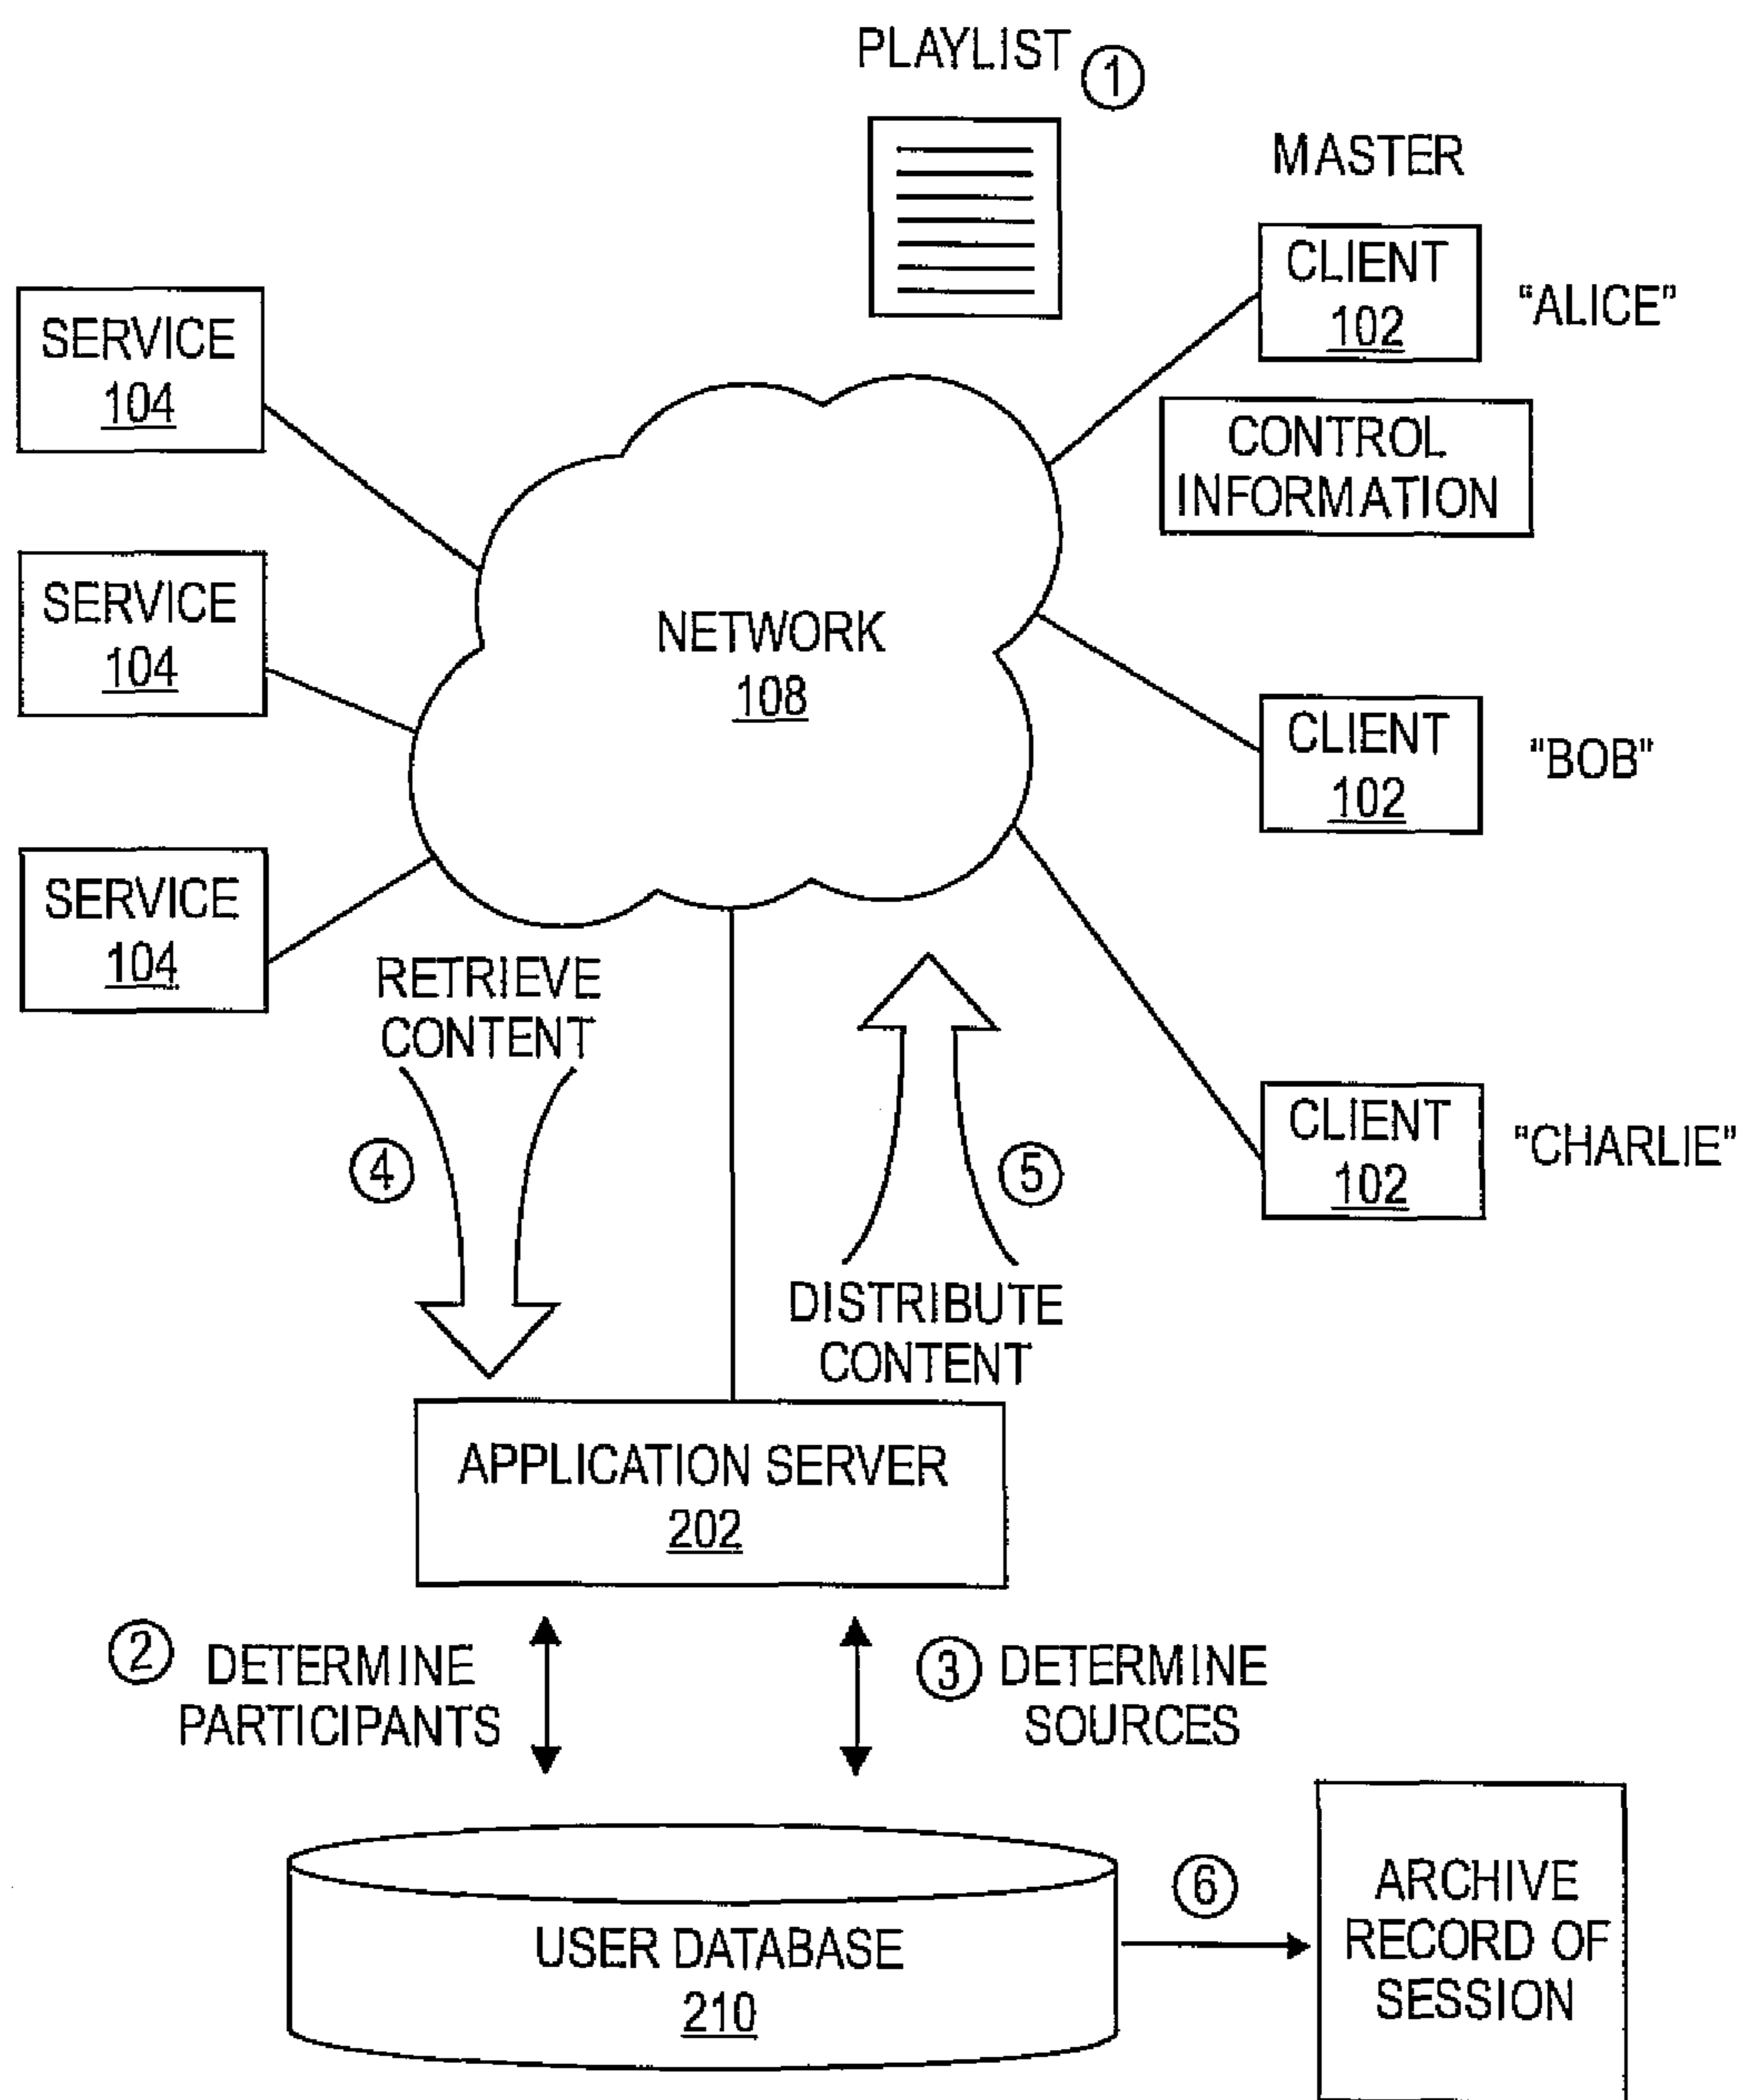 PLAYLIST ①
MASTER
CLIENT
102
"ALICE"
CONTROL
INFORMATION
SERVICE
104
SERVICE
104
SERVICE
104
NETWORK
108
CLIENT
102
"BOB"
CLIENT
102
"CHARLIE"
RETRIEVE
CONTENT
④
⑤
DISTRIBUTE
CONTENT
APPLICATION SERVER
202
② DETERMINE
PARTICIPANTS
③ DETERMINE
SOURCES
USER DATABASE
210
⑥
ARCHIVE
RECORD OF
SESSION